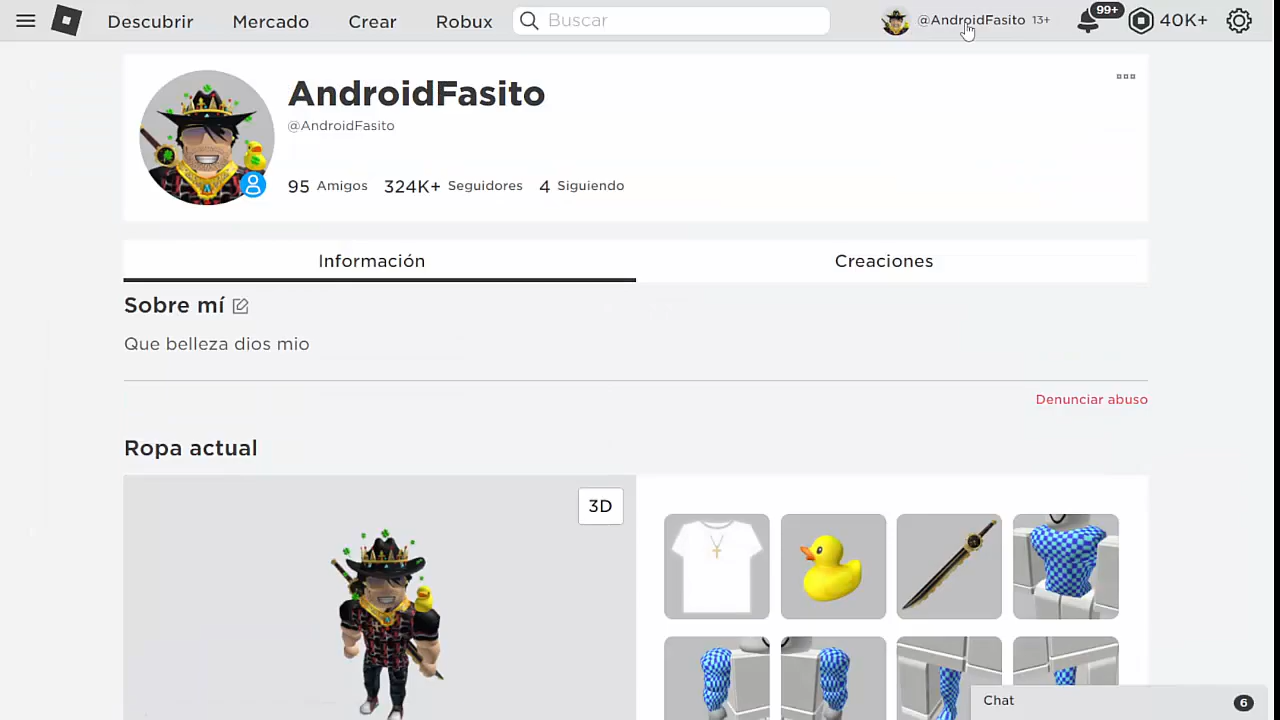 Descubrir Mercado Crear Robux Buscar @AndroidFasito 13+ 99+ 40K+
AndroidFasito
@AndroidFasito
95 Amigos 324K+ Seguidores 4 Siguiendo
Información Creaciones
Sobre mí
Que belleza dios mio
Denunciar abuso
Ropa actual
3D
Chat 6